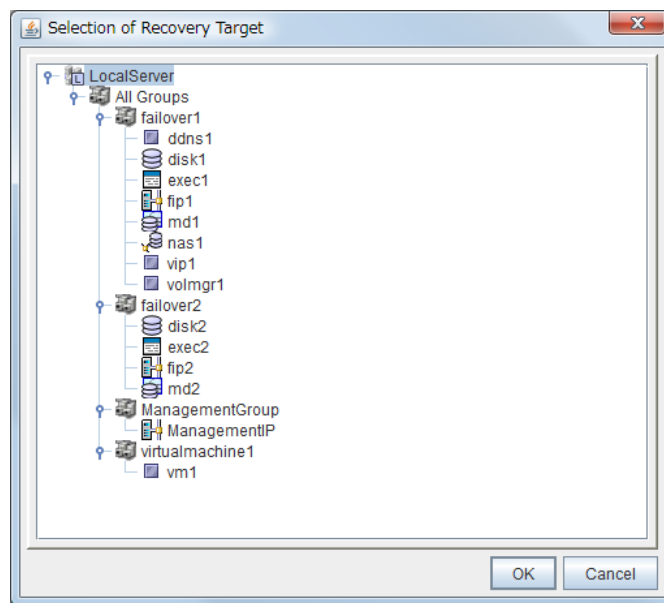 Selection of Recovery Target
LocalServer
All Groups
failover1
ddns1
disk1
exec1
fip1
md1
nas1
vip1
volmgr1
failover2
disk2
exec2
fip2
md2
ManagementGroup
ManagementIP
virtualmachine1
vm1
OK Cancel